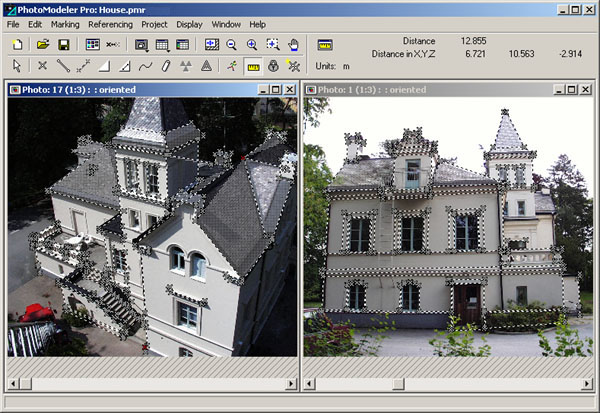 PhotoModeler Pro: House.pmr
File Edit Marking Referencing Project Display Window Help
Distance 12.855
Distance in X,Y,Z 6.721 10.563 -2.914
Units: m
Photo: 17 (1:3) : : oriented
Photo: 1 (1:3) : : oriented